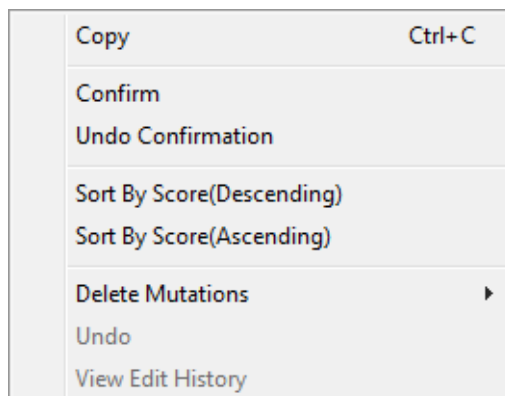 Copy Ctrl+C
Confirm
Undo Confirmation
Sort By Score(Descending)
Sort By Score(Ascending)
Delete Mutations
Undo
View Edit History